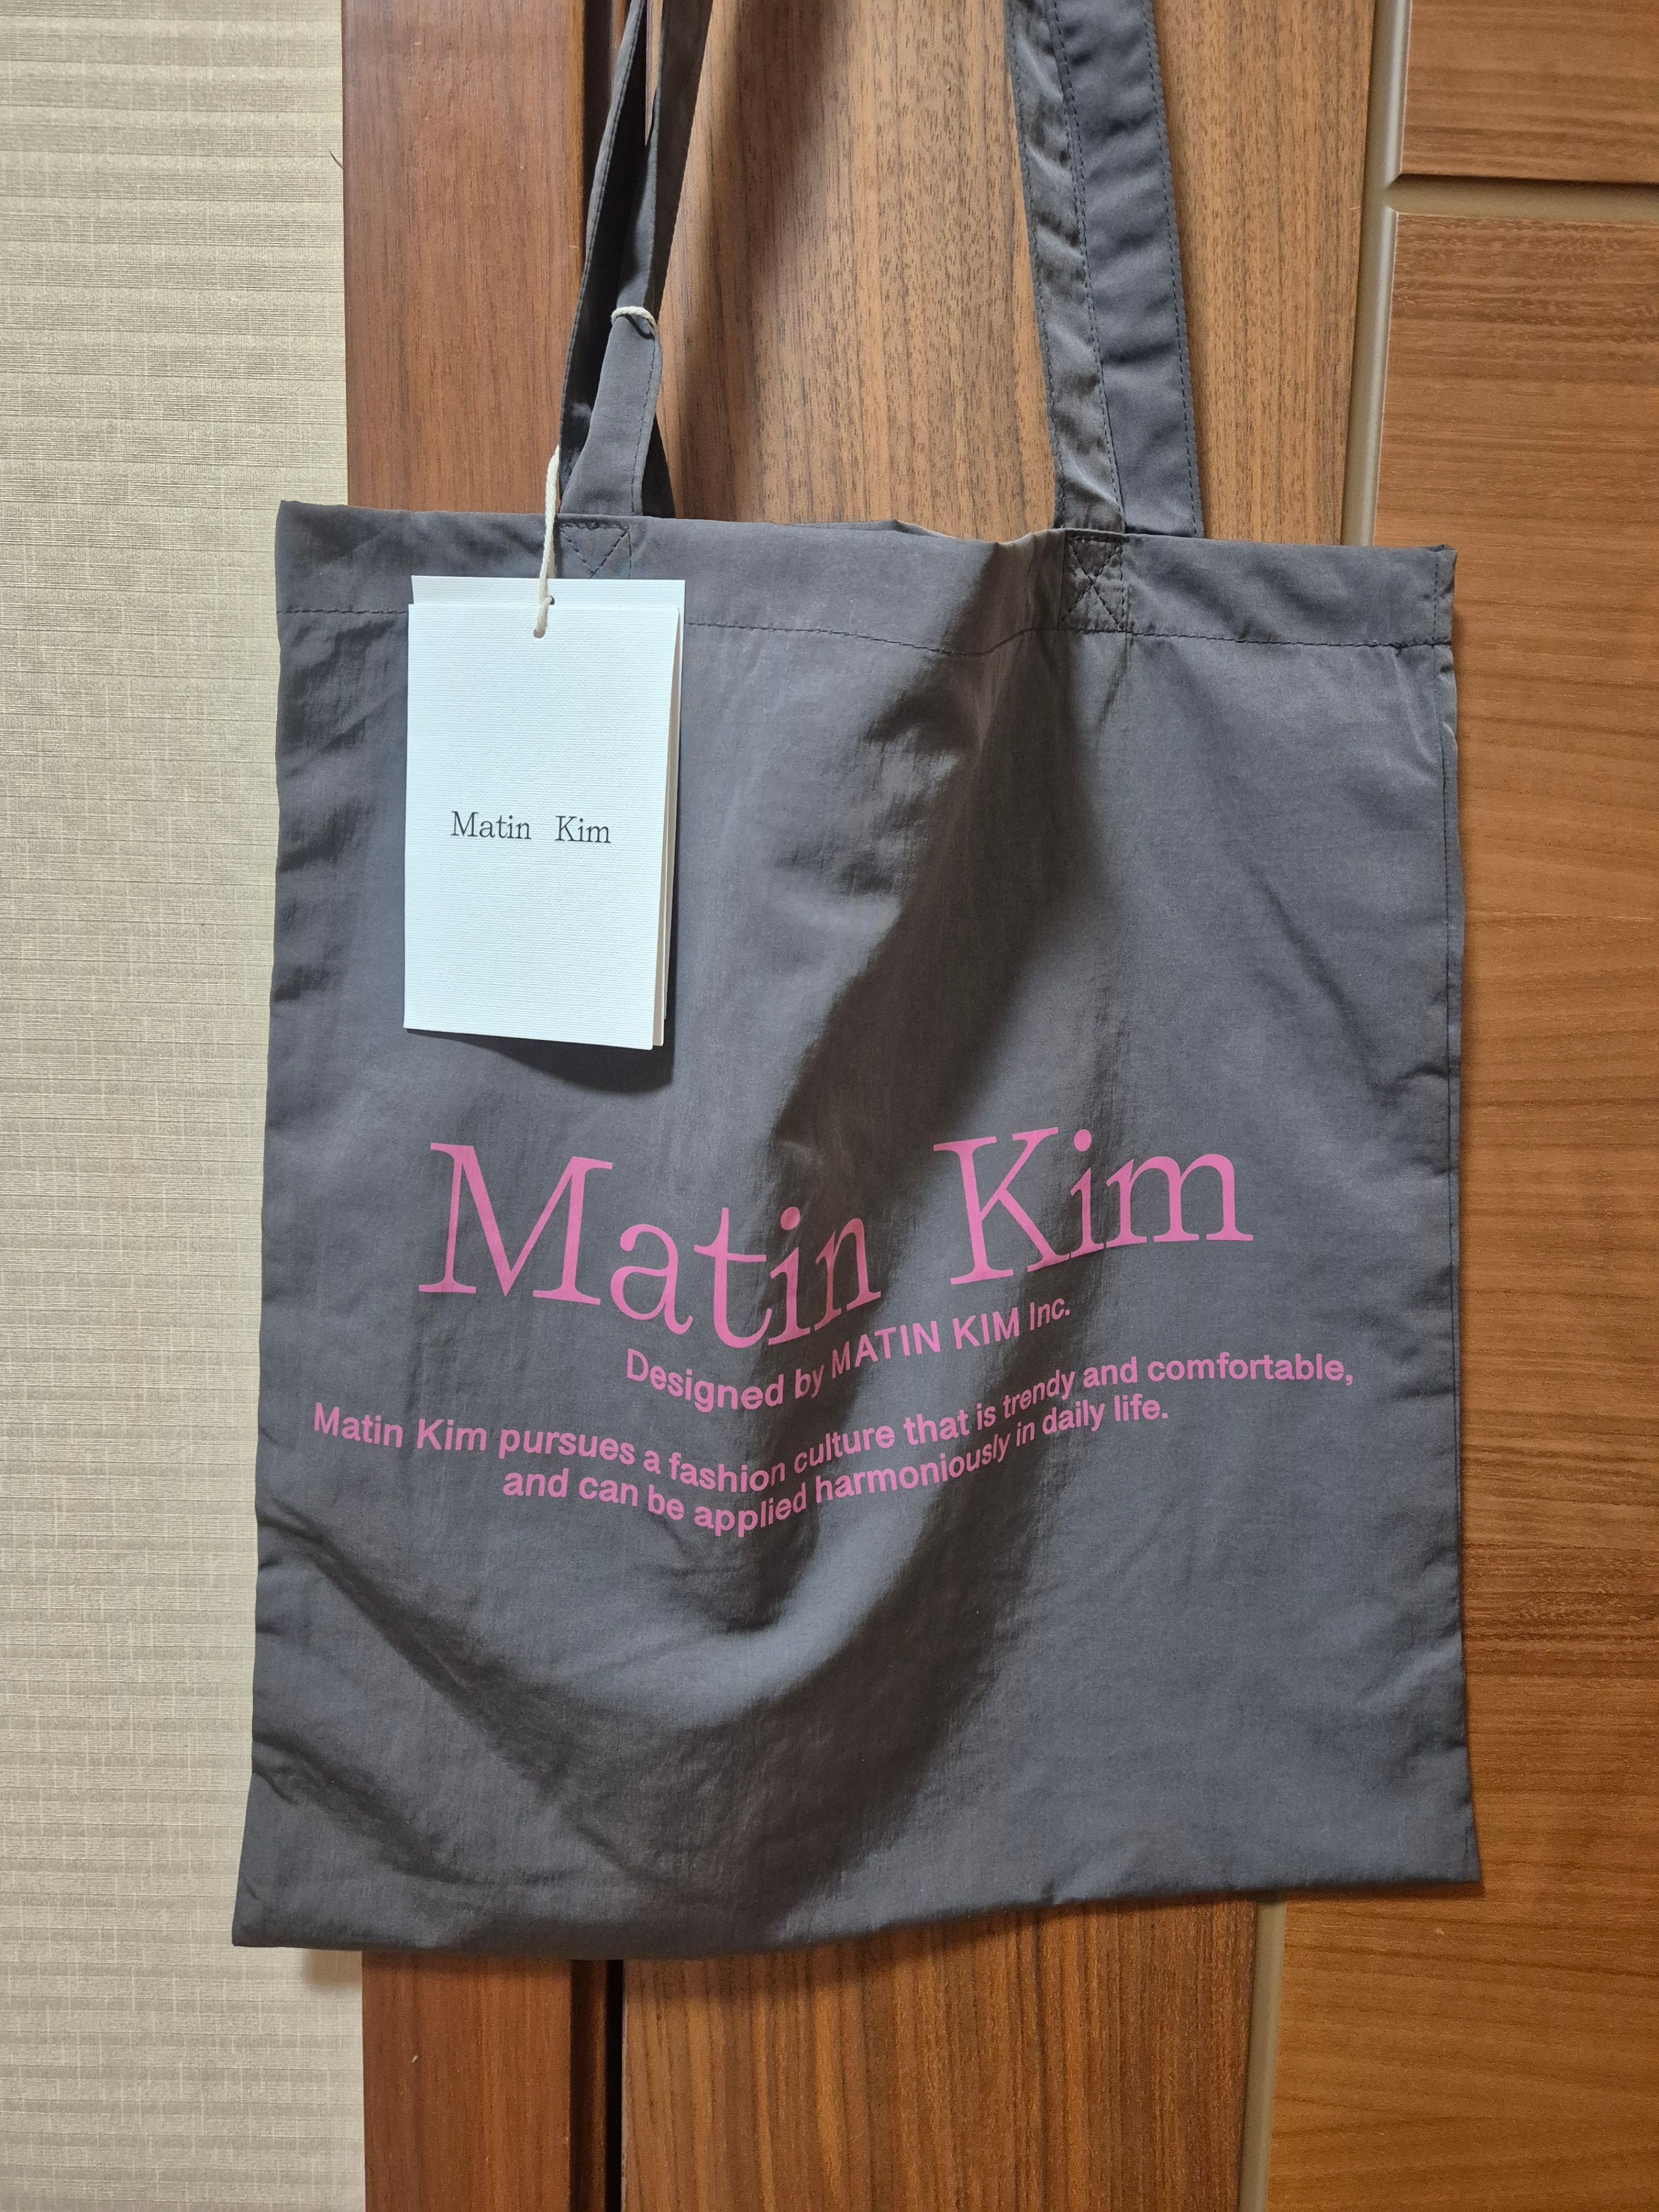 Matin Kim
Matin Kim
Designed by MATIN KIM Inc.
Matin Kim pursues a fashion culture that is trendy and comfortable,
and can be applied harmoniously in daily life.